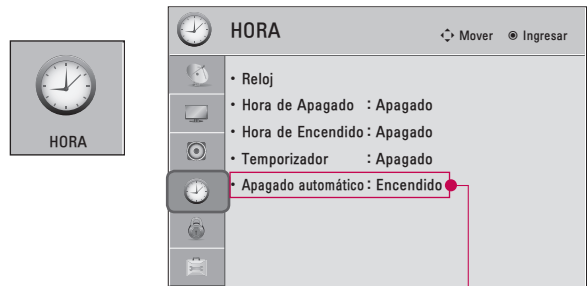 HORA
HORA
Mover
Ingresar
• Reloj
• Hora de Apagado : Apagado
• Hora de Encendido : Apagado
• Temporizador : Apagado
• Apagado automático : Encendido